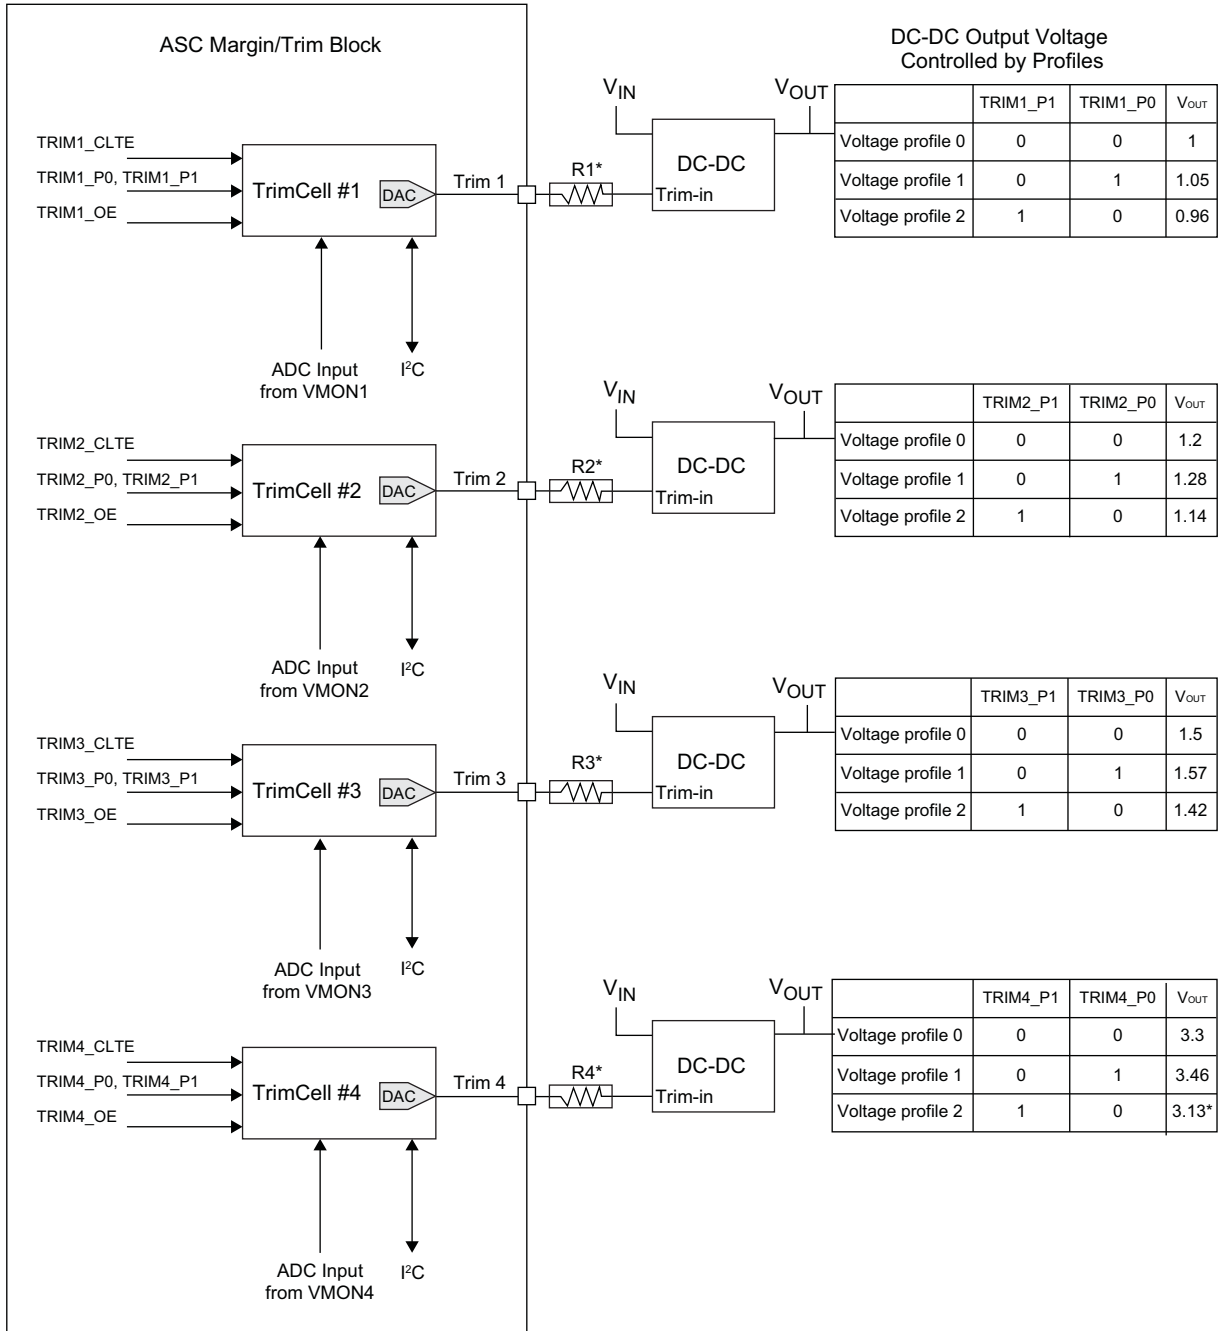 ASC Margin/Trim Block
DC-DC Output Voltage
Controlled by Profiles
TRIM1_CLTE
TRIM1_P0, TRIM1_P1
TRIM1_OE
TrimCell #1
DAC
Trim 1
R1*
VIN
DC-DC
Trim-in
VOUT
TRIM1_P1 TRIM1_P0 VOUT
Voltage profile 0 0 0 1
Voltage profile 1 0 1 1.05
Voltage profile 2 1 0 0.96
ADC Input
from VMON1
I²C
TRIM2_CLTE
TRIM2_P0, TRIM2_P1
TRIM2_OE
TrimCell #2
DAC
Trim 2
R2*
VIN
DC-DC
Trim-in
VOUT
TRIM2_P1 TRIM2_P0 VOUT
Voltage profile 0 0 0 1.2
Voltage profile 1 0 1 1.28
Voltage profile 2 1 0 1.14
ADC Input
from VMON2
I²C
TRIM3_CLTE
TRIM3_P0, TRIM3_P1
TRIM3_OE
TrimCell #3
DAC
Trim 3
R3*
VIN
DC-DC
Trim-in
VOUT
TRIM3_P1 TRIM3_P0 VOUT
Voltage profile 0 0 0 1.5
Voltage profile 1 0 1 1.57
Voltage profile 2 1 0 1.42
ADC Input
from VMON3
I²C
TRIM4_CLTE
TRIM4_P0, TRIM4_P1
TRIM4_OE
TrimCell #4
DAC
Trim 4
R4*
VIN
DC-DC
Trim-in
VOUT
TRIM4_P1 TRIM4_P0 VOUT
Voltage profile 0 0 0 3.3
Voltage profile 1 0 1 3.46
Voltage profile 2 1 0 3.13*
ADC Input
from VMON4
I²C